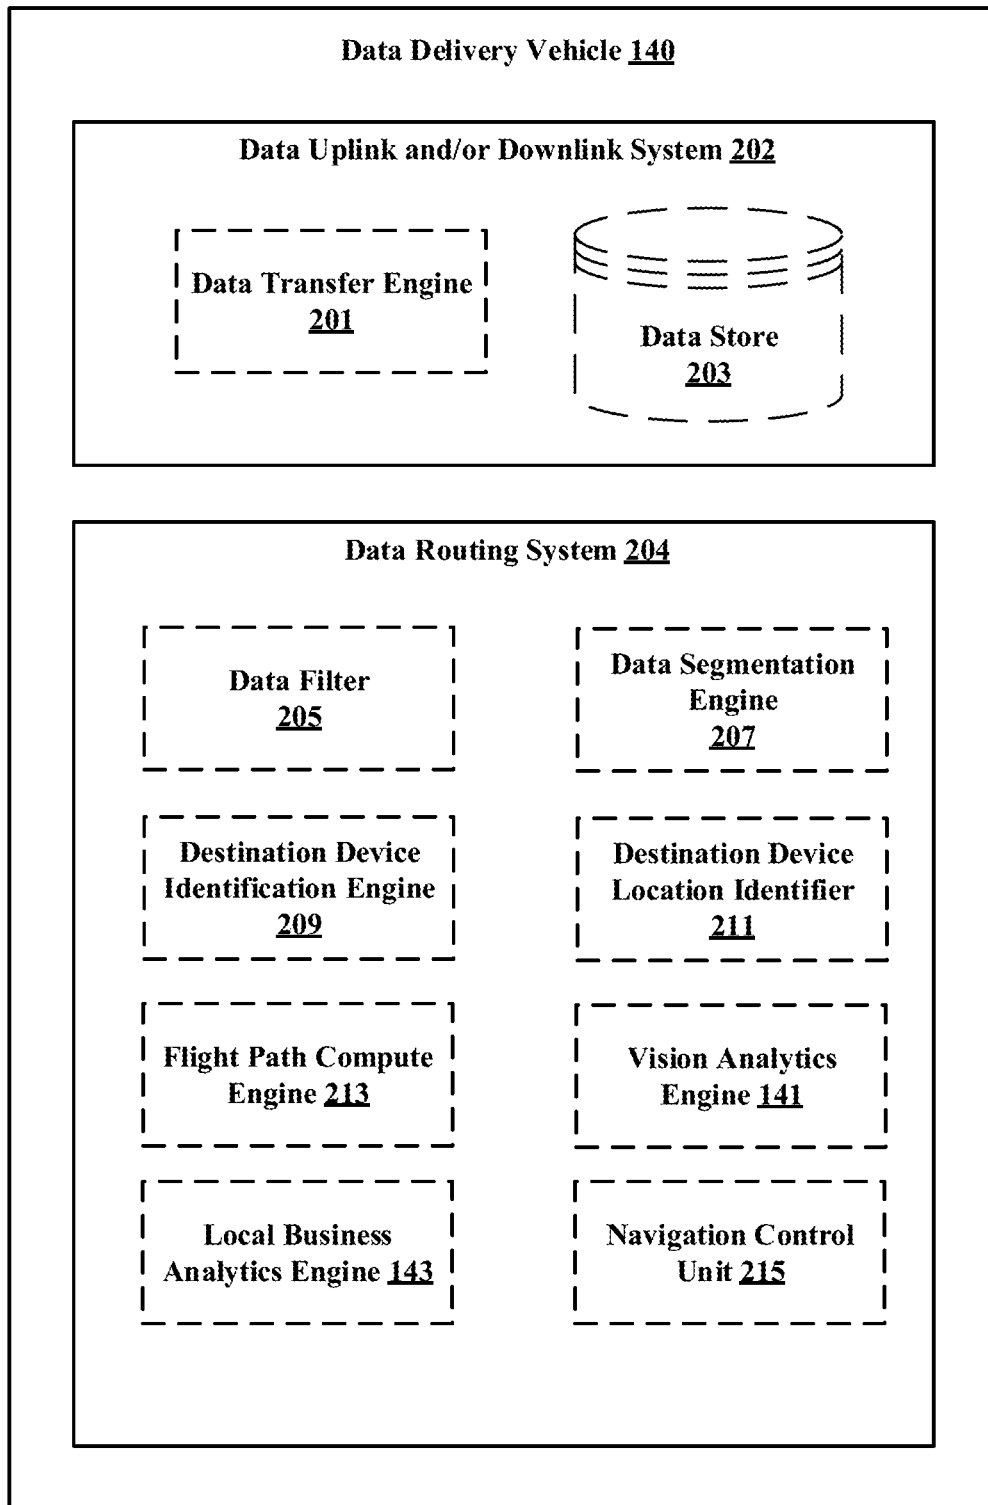 Data Delivery Vehicle 140
Data Uplink and/or Downlink System 202
Data Transfer Engine
201
Data Store
203
Data Routing System 204
Data Filter
205
Data Segmentation
Engine
207
Destination Device
Identification Engine
209
Destination Device
Location Identifier
211
Flight Path Compute
Engine 213
Vision Analytics
Engine 141
Local Business
Analytics Engine 143
Navigation Control
Unit 215